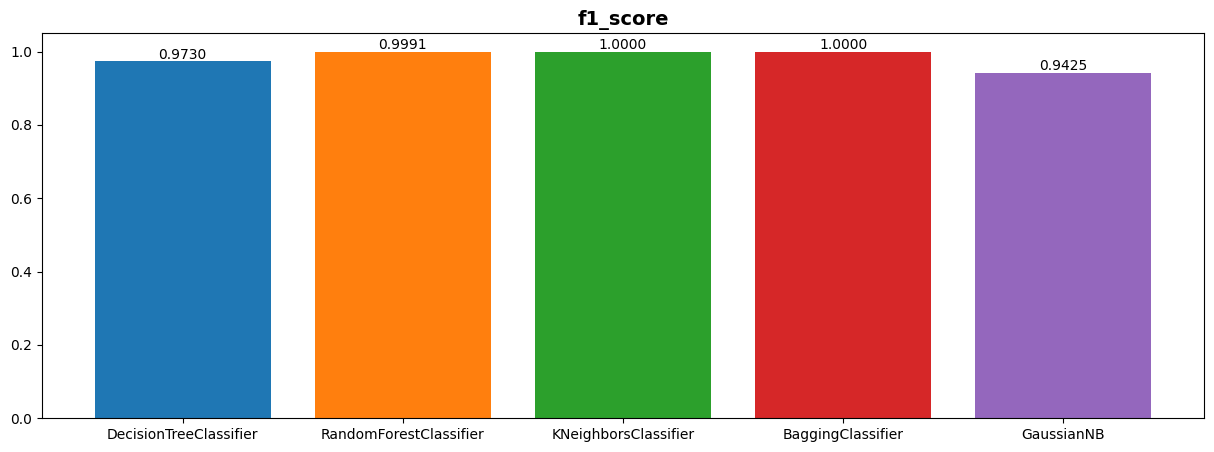 f1_score
0.9730
0.9991
1.0000
1.0000
0.9425
1.0
0.8
0.6
0.4
0.2
0.0
DecisionTreeClassifier
RandomForestClassifier
KNeighborsClassifier
BaggingClassifier
GaussianNB